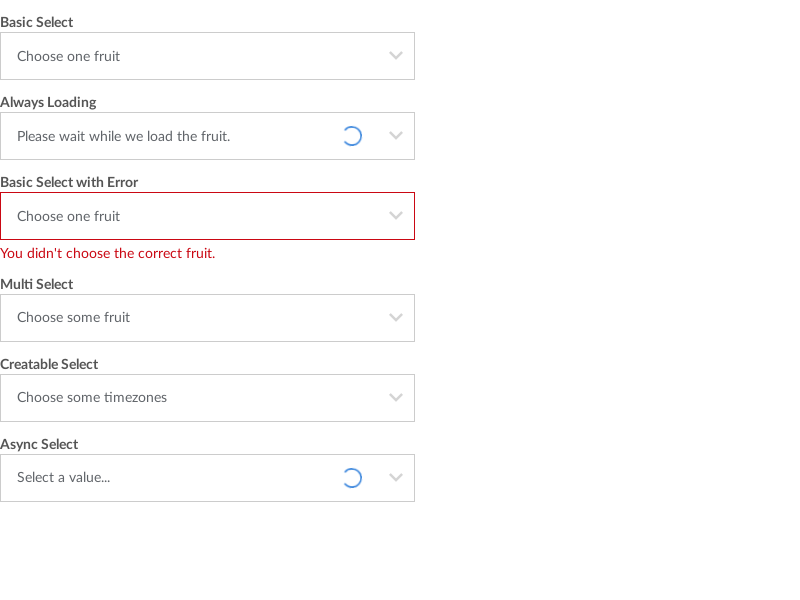 Basic Select
Choose one fruit
Always Loading
Please wait while we load the fruit.
Basic Select with Error
Choose one fruit
You didn't choose the correct fruit.
Multi Select
Choose some fruit
Creatable Select
Choose some timezones
Async Select
Select a value...